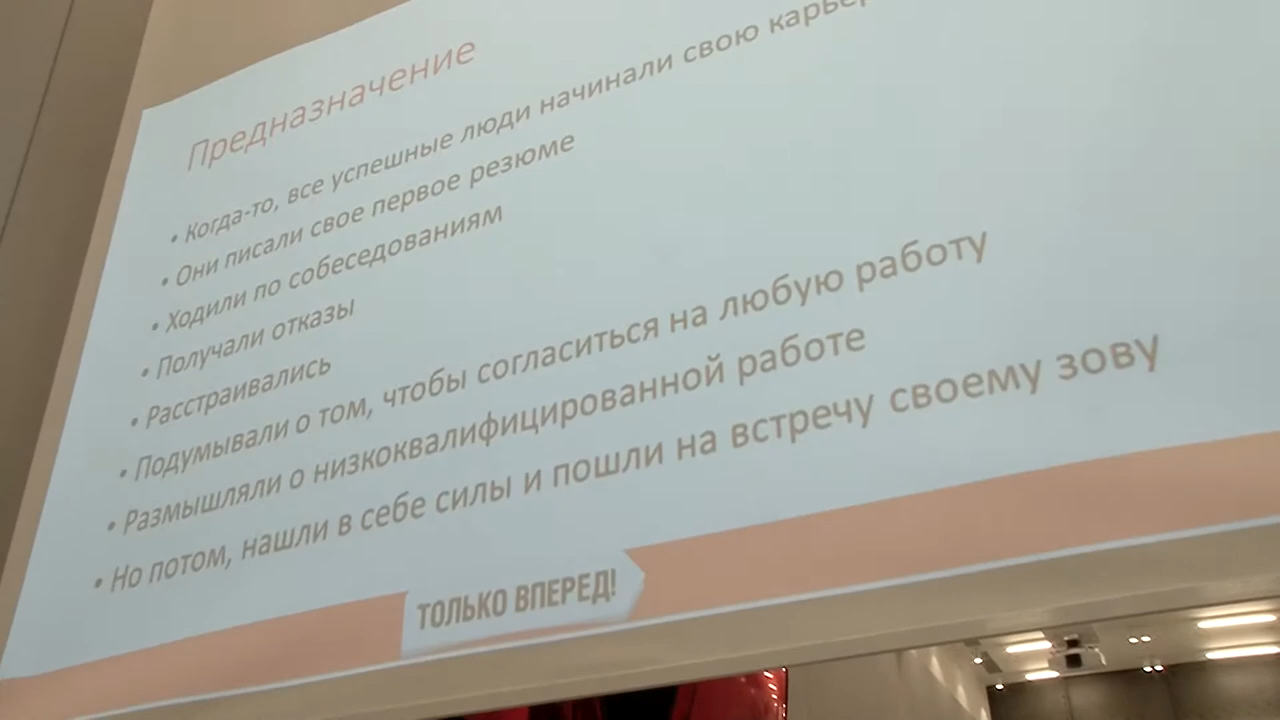 Предназначение
• Когда-то, все успешные люди начинали свою
• Они писали свое первое резюме
• Ходили по собеседованиям
• Получали отказы
• Расстраивались
• Подумывали о том, чтобы согласиться на любую работу
• Размышляли о низкоквалифицированной работе
• Но потом, нашли в себе силы и пошли на встречу своему зову
ТОЛЬКО ВПЕРЕД!